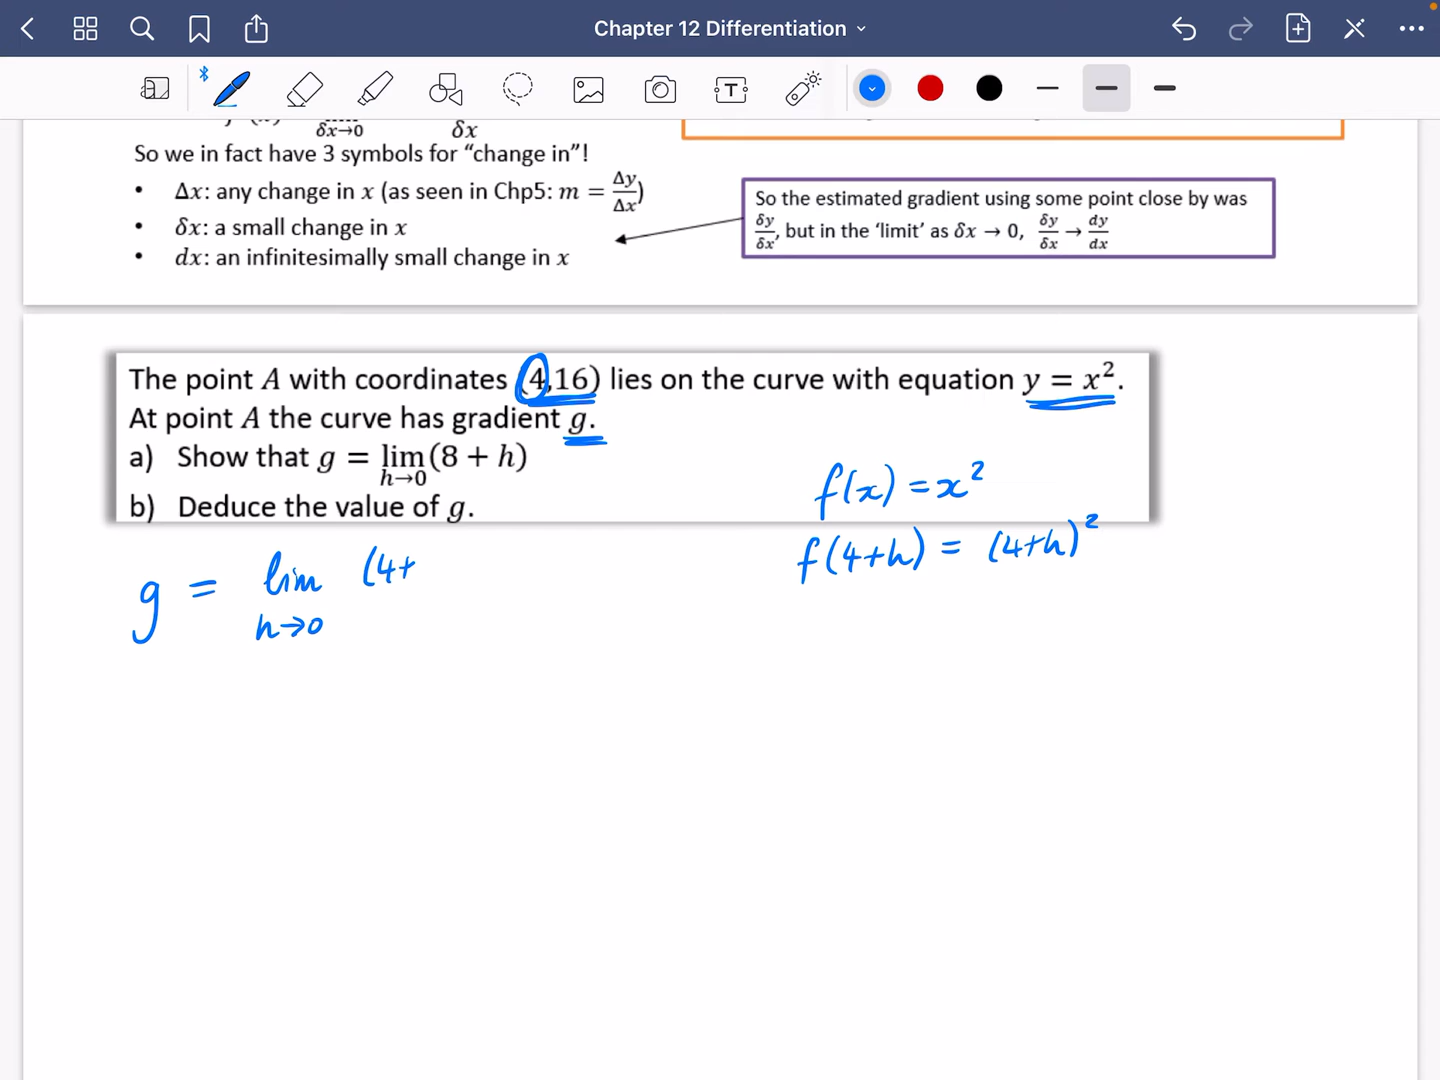 Chapter 12 Differentiation
δx→0 δx
So we in fact have 3 symbols for “change in”!
• Δx: any change in x (as seen in Chp5: m = Δy/Δx)
• δx: a small change in x
• dx: an infinitesimally small change in x
So the estimated gradient using some point close by was
δy/δx, but in the ‘limit’ as δx → 0, δy/δx → dy/dx
The point A with coordinates (4,16) lies on the curve with equation y = x².
At point A the curve has gradient g.
a) Show that g = lim h→0 (8 + h)
b) Deduce the value of g.
f(x) = x²
f(4+h) = (4+h)²
g = lim h→0 (4+